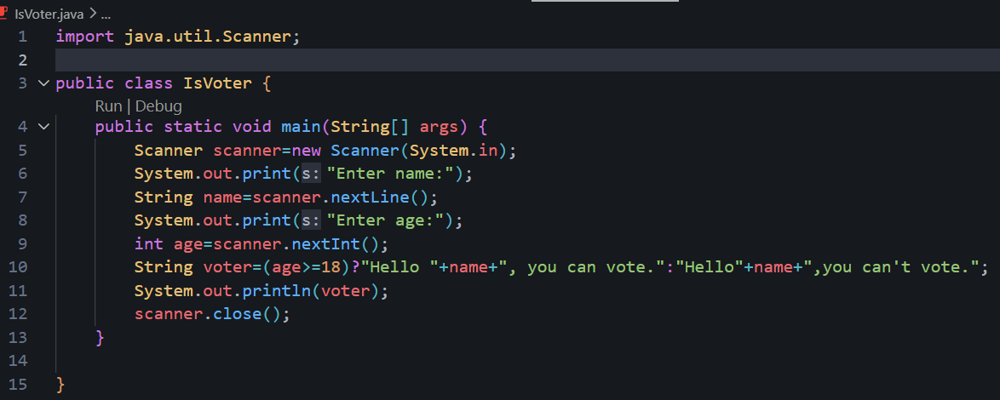 IsVoter.java > ...
1 import java.util.Scanner;
2
3 public class IsVoter {
Run | Debug
4 public static void main(String[] args) {
5 Scanner scanner=new Scanner(System.in);
6 System.out.print(s: "Enter name:");
7 String name=scanner.nextLine();
8 System.out.print(s: "Enter age:");
9 int age=scanner.nextInt();
10 String voter=(age>=18)?"Hello "+name+", you can vote.":"Hello"+name+",you can't vote.";
11 System.out.println(voter);
12 scanner.close();
13 }
14
15 }